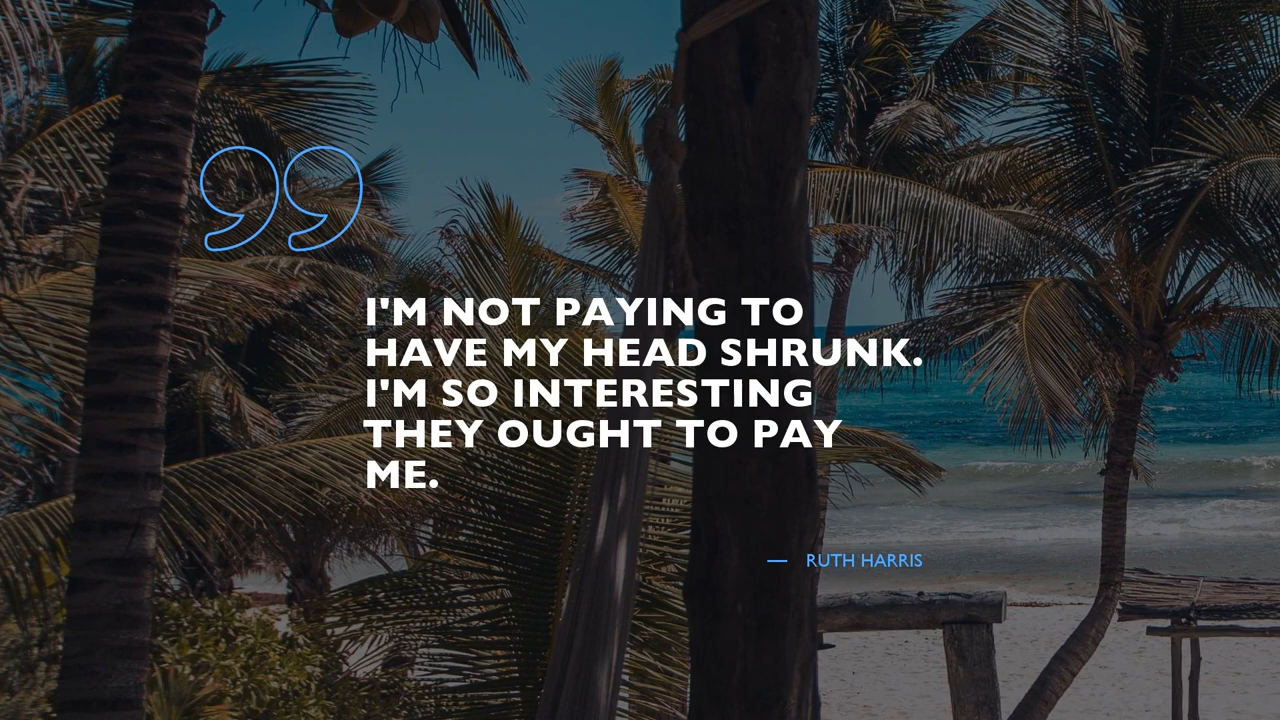 I'M NOT PAYING TO
HAVE MY HEAD SHRUNK.
I'M SO INTERESTING
THEY OUGHT TO PAY
ME.
— RUTH HARRIS